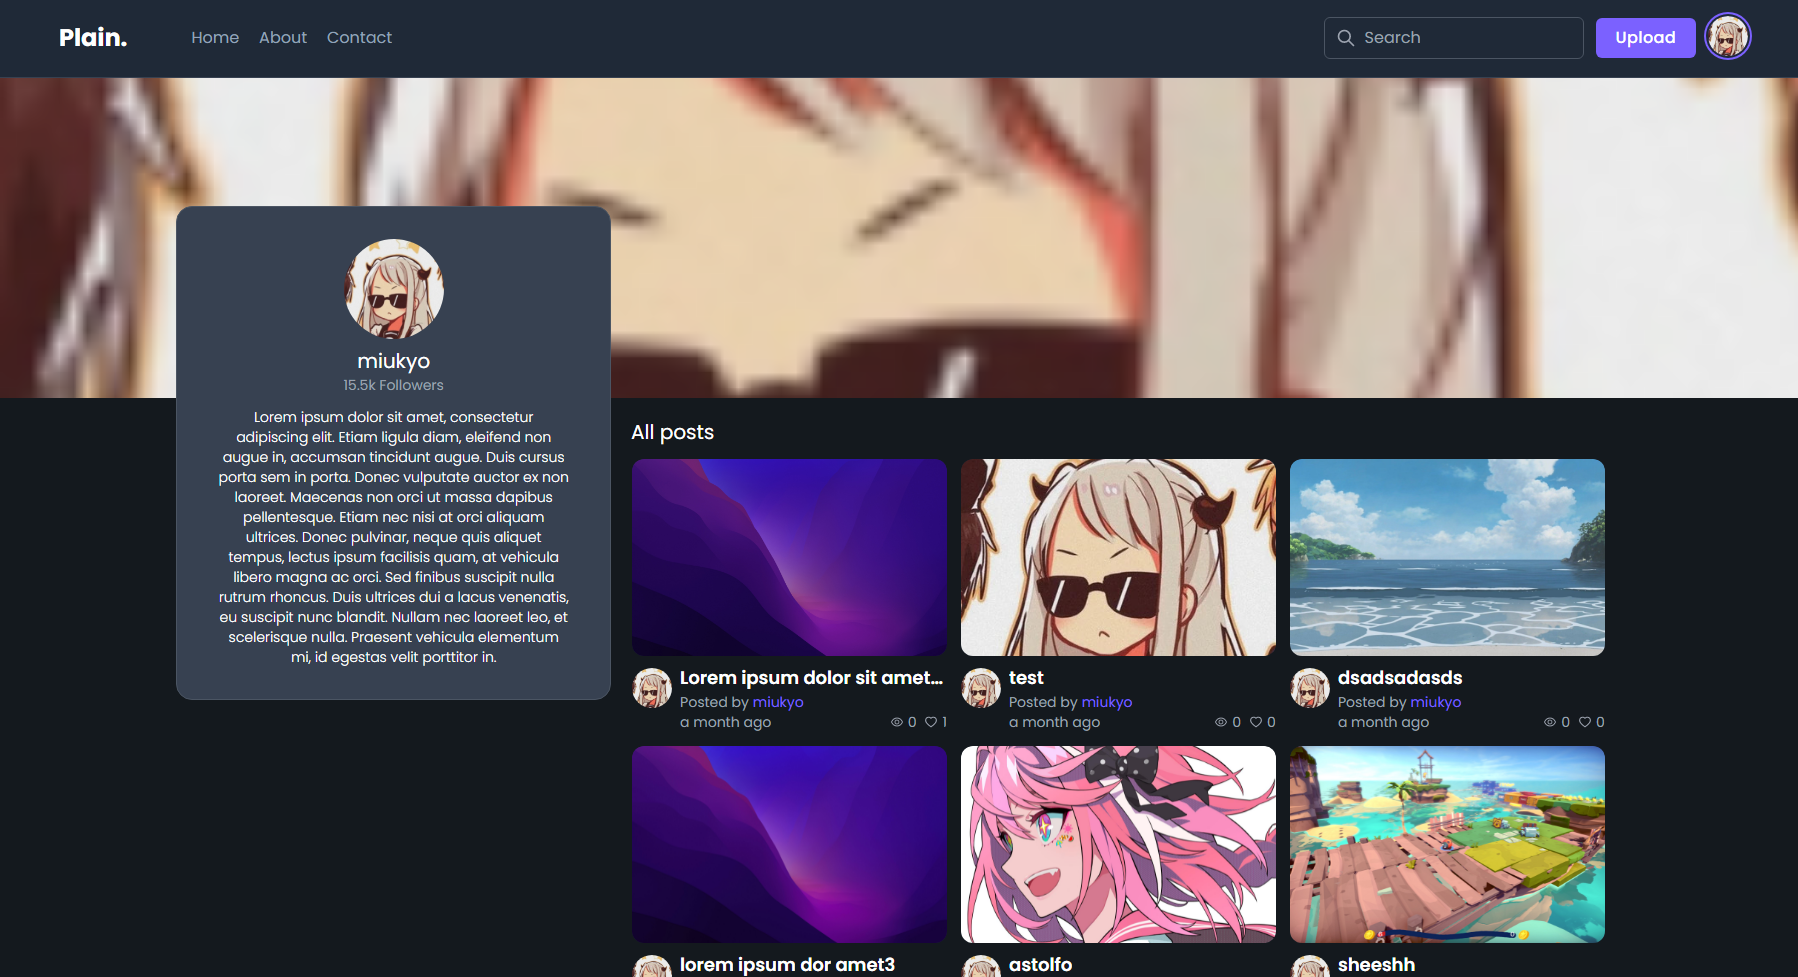 Plain.
Home About Contact
Search
Upload
miukyo
15.5k Followers
Lorem ipsum dolor sit amet, consectetur
adipiscing elit. Etiam ligula diam, eleifend non
augue in, accumsan tincidunt augue. Duis cursus
porta sem in porta. Donec vulputate auctor ex non
laoreet. Maecenas non orci ut massa dapibus
pellentesque. Etiam nec nisi at orci aliquam
ultrices. Donec pulvinar, neque quis aliquet
tempus, lectus ipsum facilisis quam, at vehicula
libero magna ac orci. Sed finibus suscipit nulla
rutrum rhoncus. Duis ultrices dui a lacus venenatis,
eu suscipit nunc blandit. Nullam nec laoreet leo, et
scelerisque nulla. Praesent vehicula elementum
mi, id egestas velit porttitor in.
All posts
Lorem ipsum dolor sit amet...
Posted by miukyo
a month ago 0 1
test
Posted by miukyo
a month ago 0 0
dsadsadasds
Posted by miukyo
a month ago 0 0
lorem ipsum dor amet3
astolfo
sheeshh